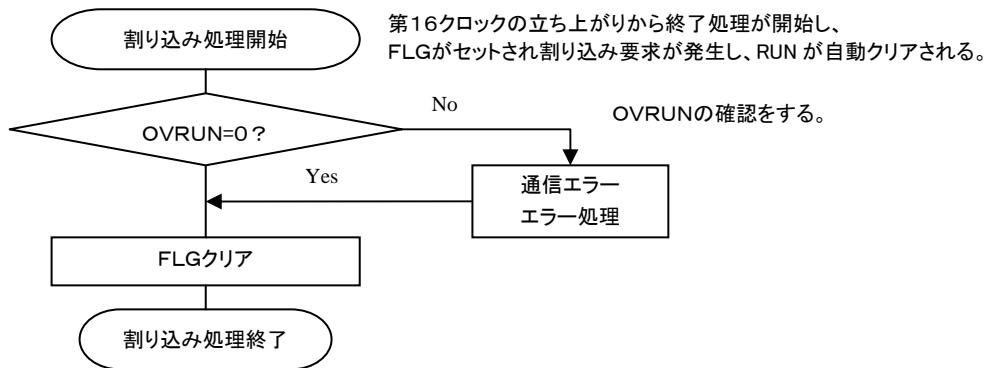 割り込み処理開始
第16クロックの立ち上がりから終了処理が開始し、
FLGがセットされ割り込み要求が発生し、RUN が自動クリアされる。
No
OVRUN=0?
OVRUNの確認をする。
Yes
通信エラー
エラー処理
FLGクリア
割り込み処理終了